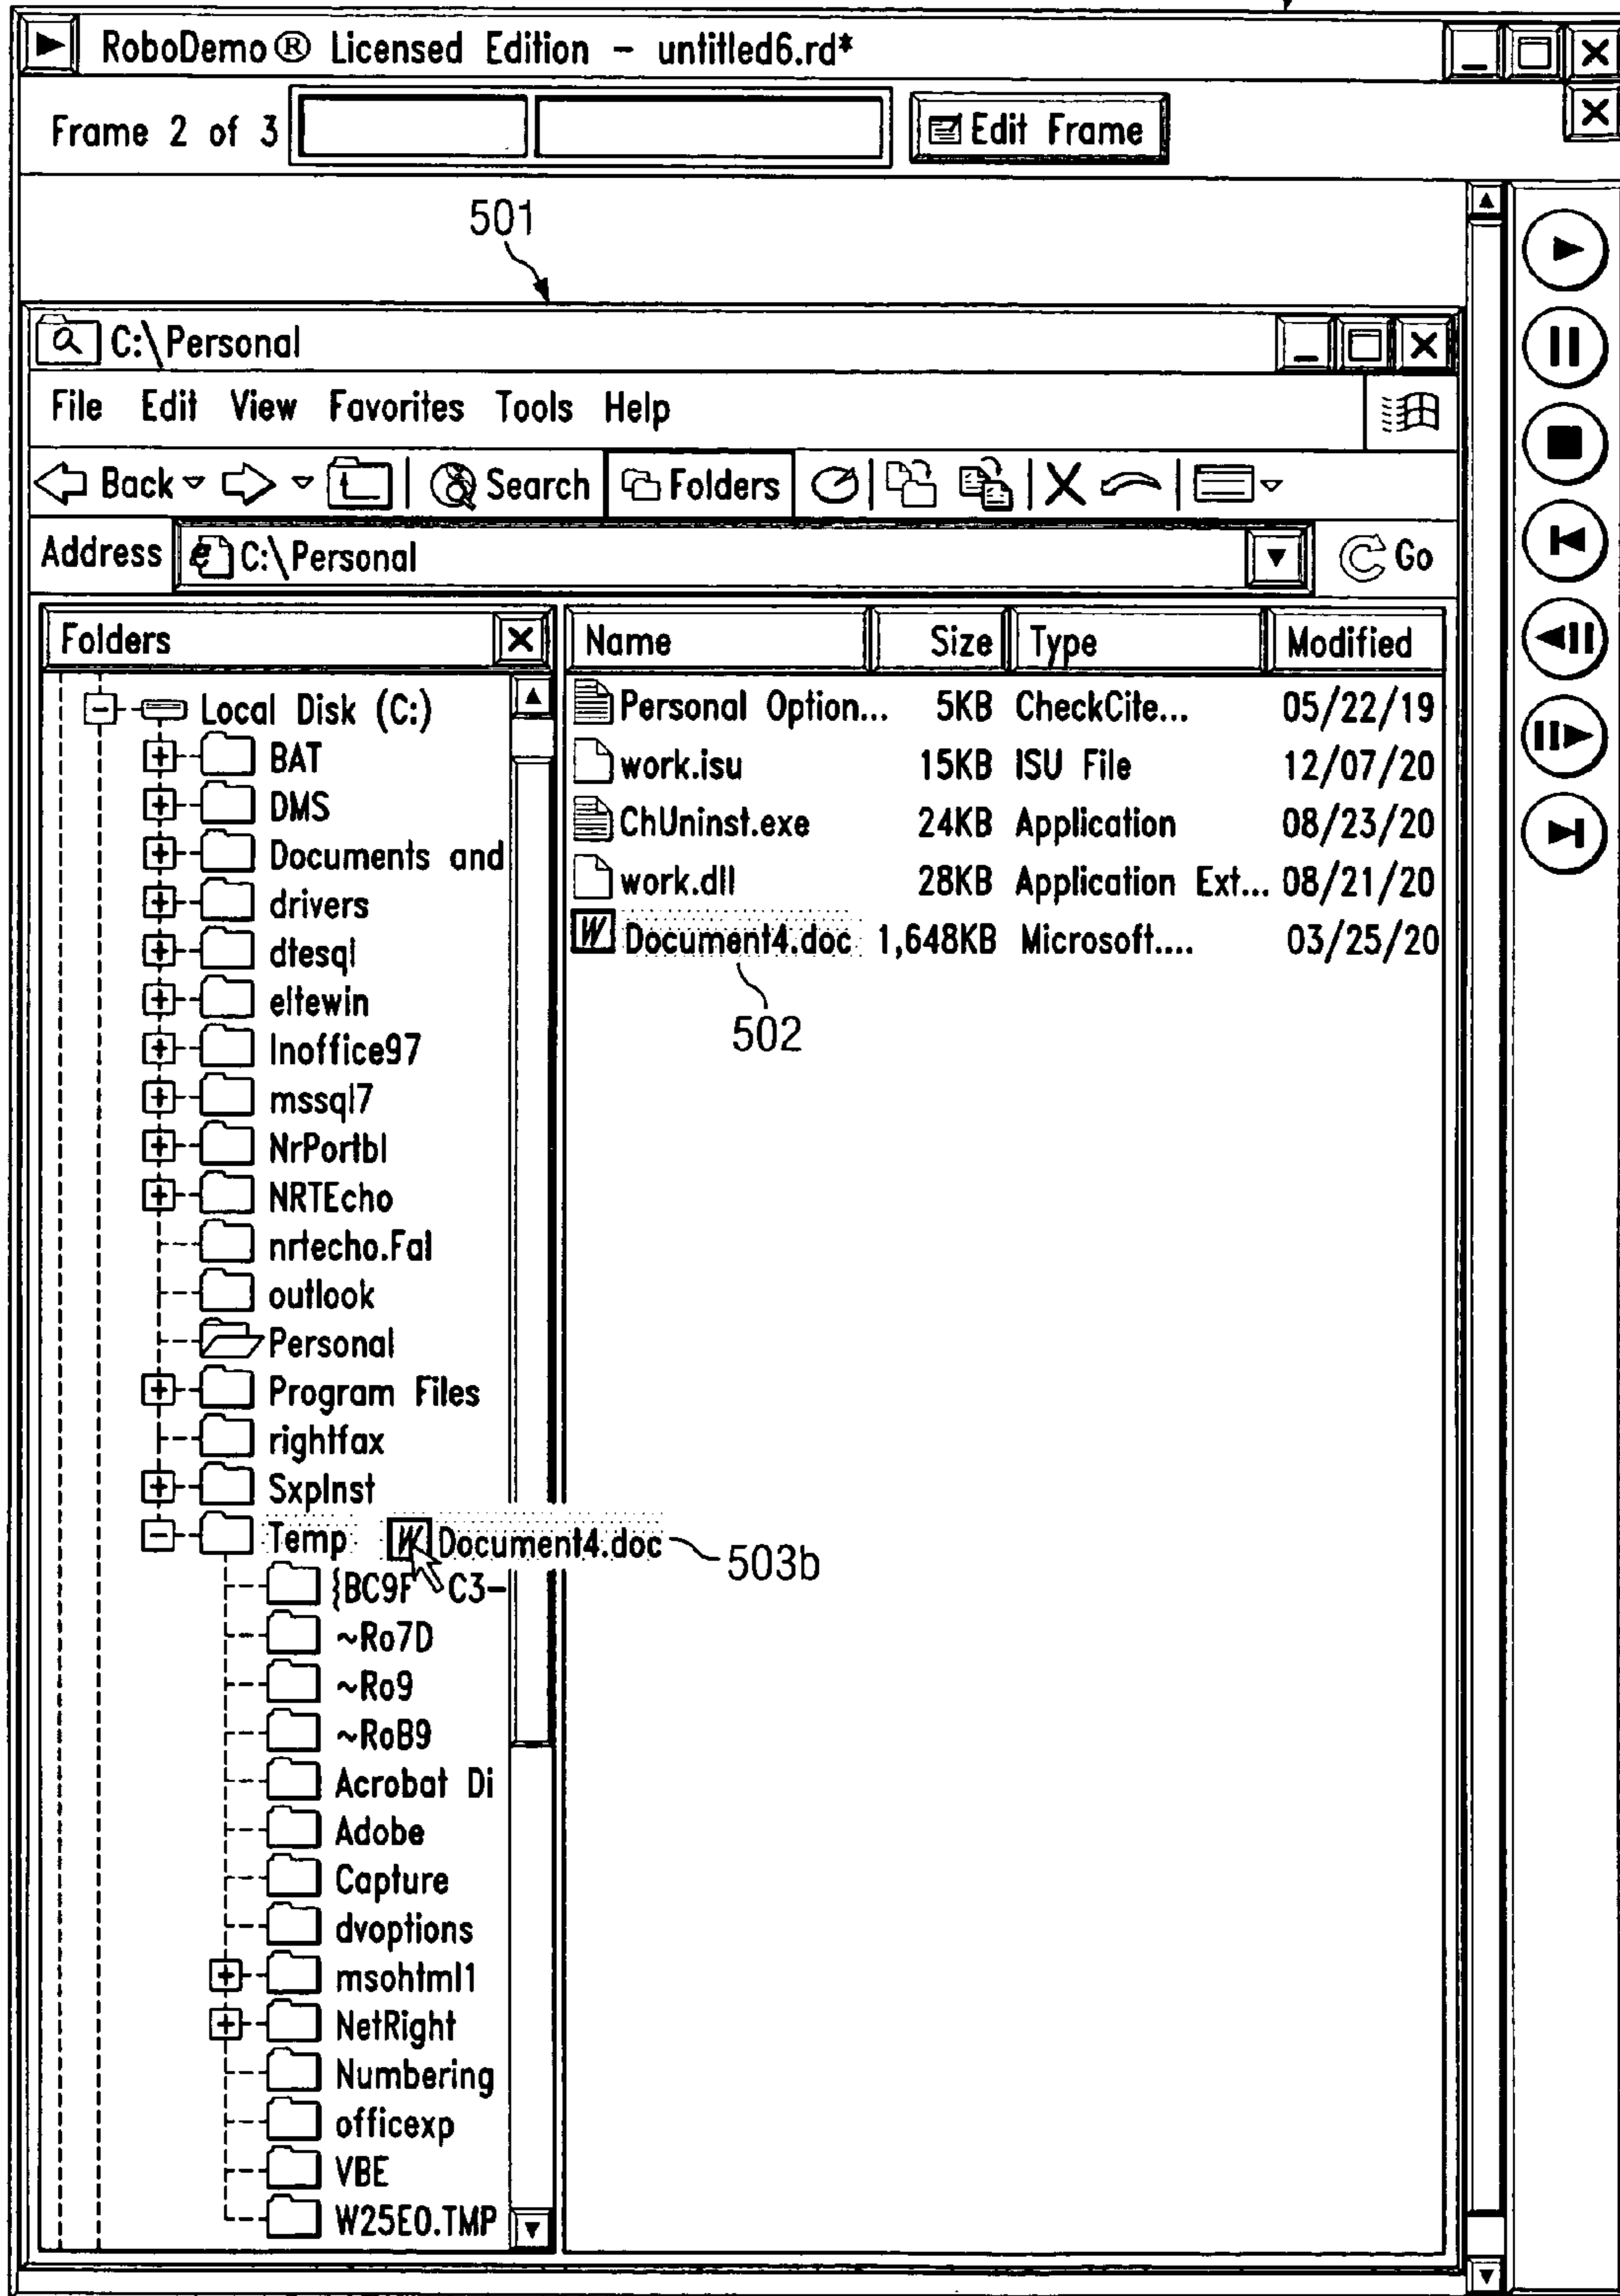 RoboDemo® Licensed Edition – untitled6.rd*
Frame 2 of 3 Edit Frame
501
C:\Personal
File Edit View Favorites Tools Help
Back Search Folders
Address C:\Personal Go
Folders
Name Size Type Modified
Local Disk (C:)
BAT
DMS
Documents and
drivers
dtesql
eltewin
Inoffice97
mssql7
NrPortbl
NRTEcho
nrtecho.Fal
outlook
Personal
Program Files
rightfax
SxpInst
Temp
{BC9F C3-
~Ro7D
~Ro9
~RoB9
Acrobat Di
Adobe
Capture
dvoptions
msohtml1
NetRight
Numbering
officexp
VBE
W25E0.TMP
Personal Option... 5KB CheckCite... 05/22/19
work.isu 15KB ISU File 12/07/20
ChUninst.exe 24KB Application 08/23/20
work.dll 28KB Application Ext... 08/21/20
Document4.doc 1,648KB Microsoft.... 03/25/20
502
Document4.doc 503b